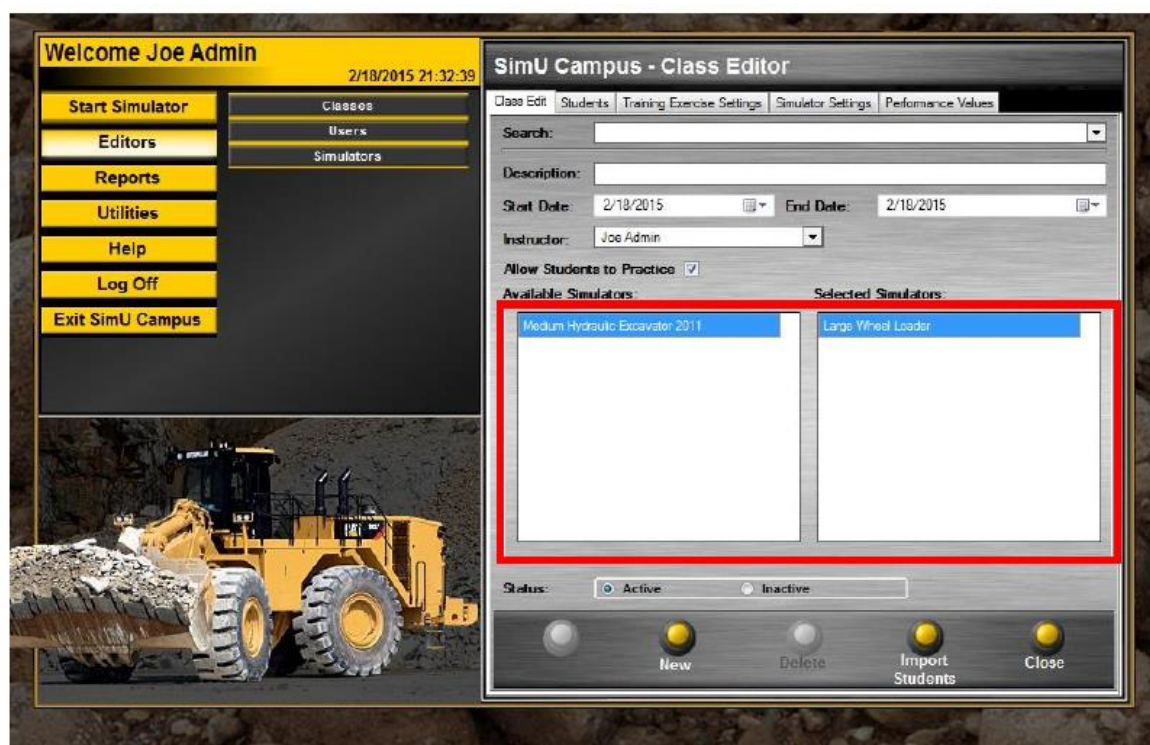 Welcome Joe Admin
2/18/2015 21:32:39
Start Simulator
Editors
Reports
Utilities
Help
Log Off
Exit SimU Campus
Classes
Users
Simulators
SimU Campus - Class Editor
Class Edit Students Training Exercise Settings Simulator Settings Performance Values
Search:
Description:
Start Date: 2/18/2015 End Date: 2/18/2015
Instructor: Joe Admin
Allow Students to Practice
Available Simulators: Selected Simulators:
Medium Hydraulic Excavator 2011 Large Wheel Loader
Status: Active Inactive
New Delete Import Students Close